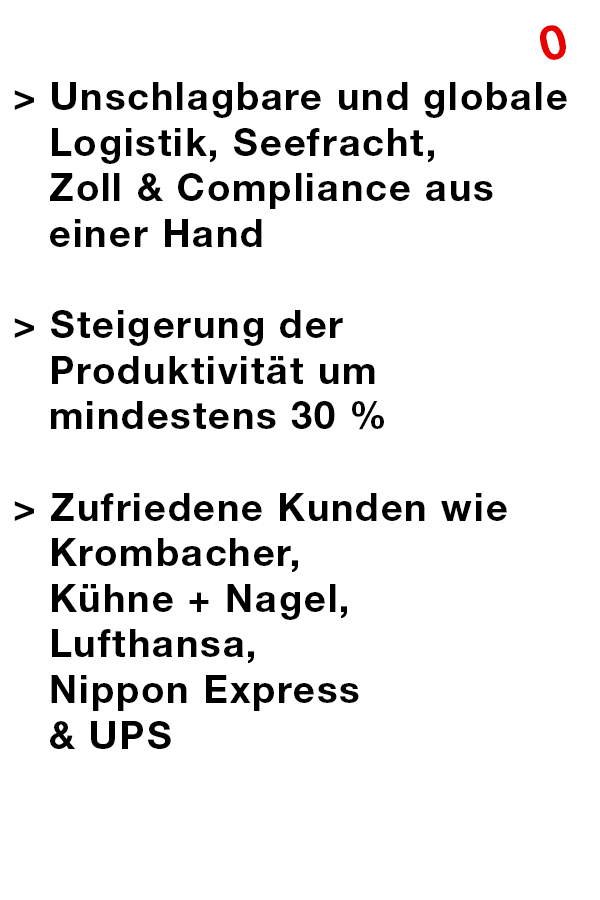 0
> Unschlagbare und globale
Logistik, Seefracht,
Zoll & Compliance aus
einer Hand
> Steigerung der
Produktivität um
mindestens 30 %
> Zufriedene Kunden wie
Krombacher,
Kühne + Nagel,
Lufthansa,
Nippon Express
& UPS